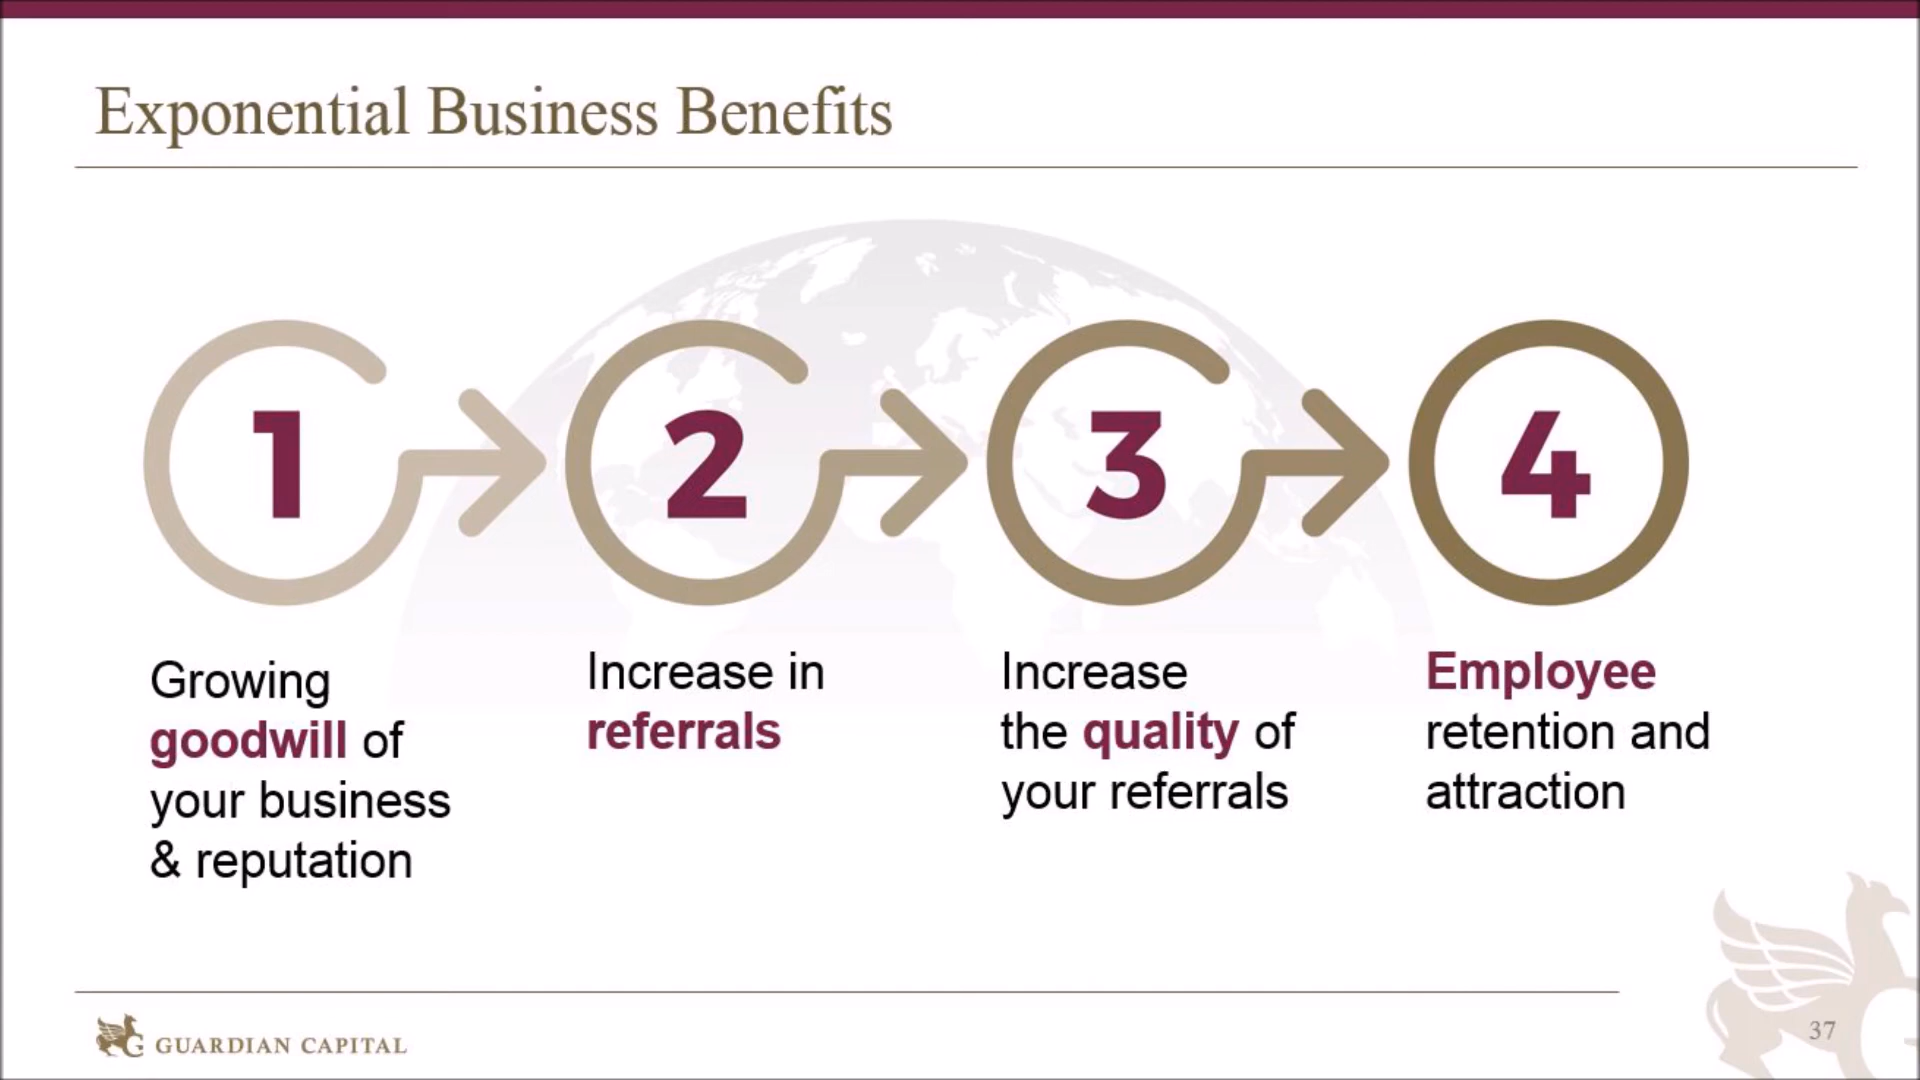 Exponential Business Benefits
1
2
3
4
Growing
goodwill of
your business
& reputation
Increase in
referrals
Increase
the quality of
your referrals
Employee
retention and
attraction
GUARDIAN CAPITAL
37